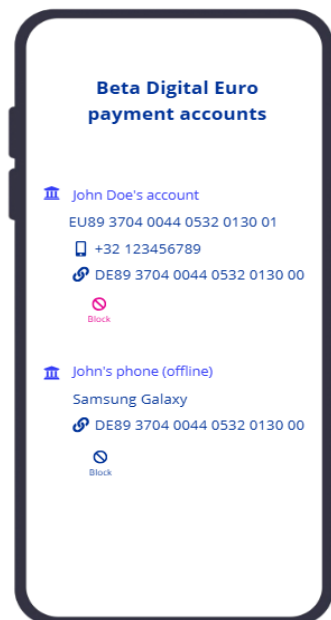 Beta Digital Euro
payment accounts
John Doe's account
EU89 3704 0044 0532 0130 01
+32 123456789
DE89 3704 0044 0532 0130 00
Block
John's phone (offline)
Samsung Galaxy
DE89 3704 0044 0532 0130 00
Block